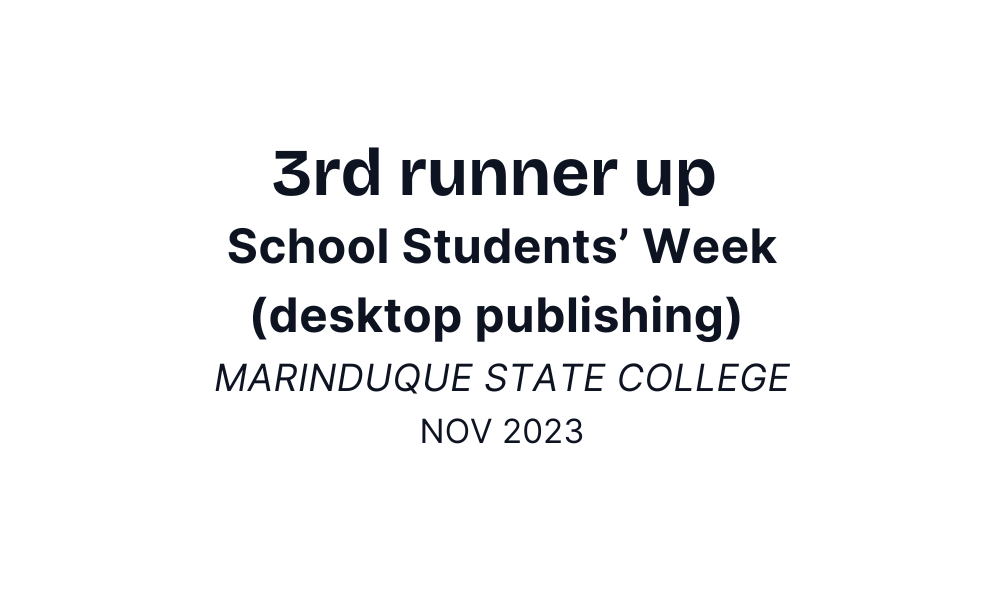 3rd runner up
School Students’ Week
(desktop publishing)
MARINDUQUE STATE COLLEGE
NOV 2023